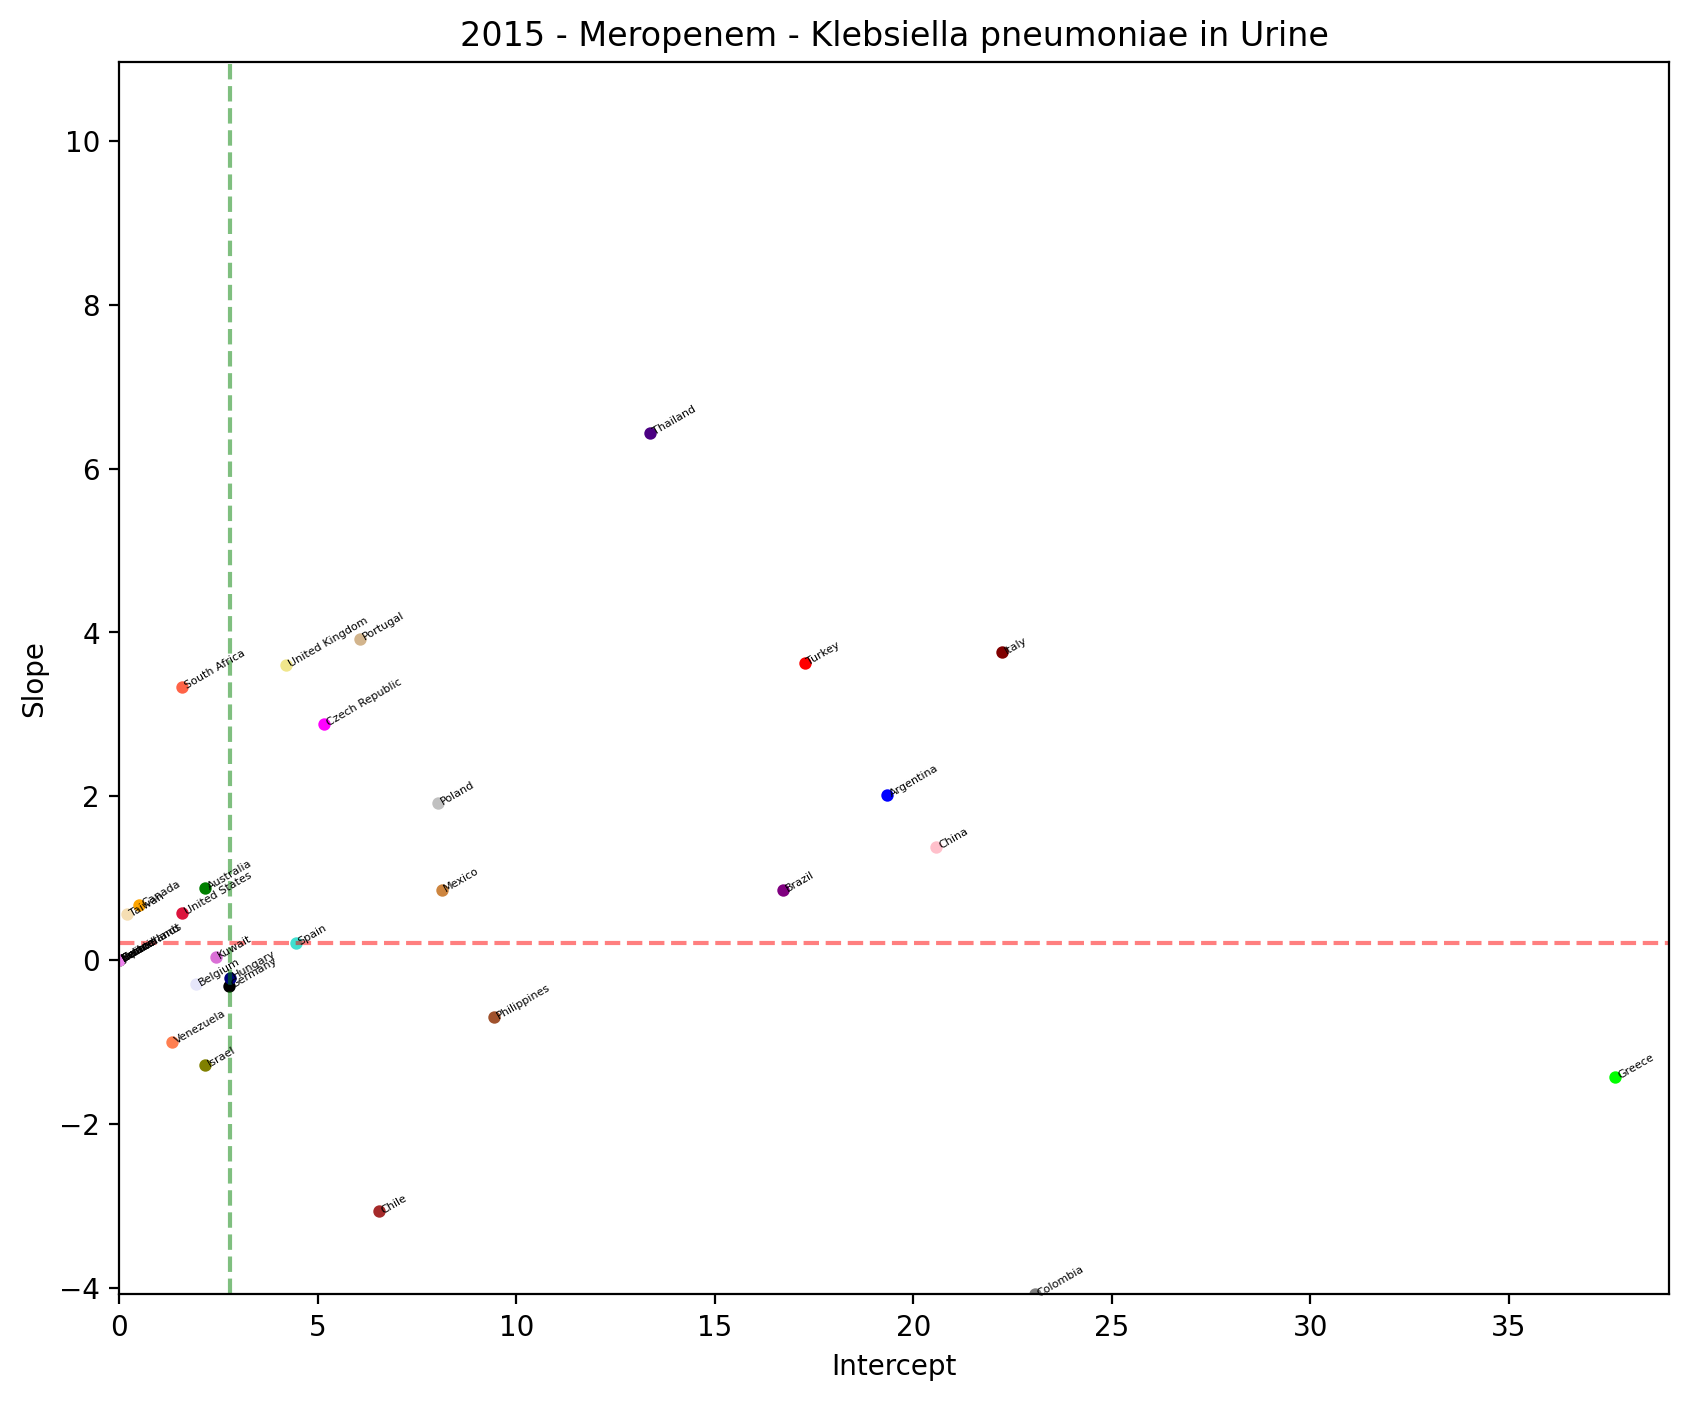 2015 - Meropenem - Klebsiella pneumoniae in Urine
10
8
6
4
2
0
−2
−4
Slope
Thailand
Portugal
United Kingdom
Turkey
Italy
South Africa
Czech Republic
Argentina
Poland
China
Australia
Mexico
Brazil
United States
Canada
Taiwan
Spain
Kuwait
Hungary
Belgium
Germany
Philippines
Venezuela
Israel
Greece
Chile
Colombia
0
5
10
15
20
25
30
35
Intercept